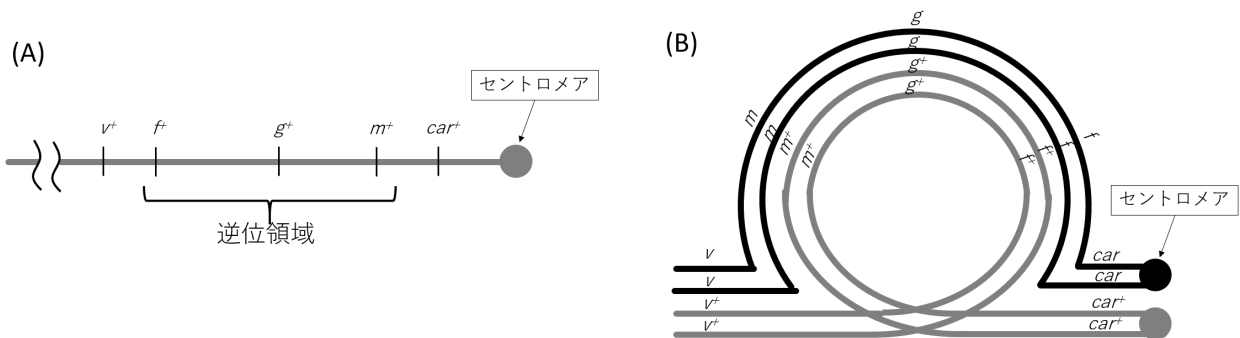 (A)
セントロメア
v+ f+ g+ m+ car+
逆位領域
(B)
g
g
g+
g+
m
m
m+
m+
f+
f+
f
f
セントロメア
v
car
v
car
v+
car+
v+
car+